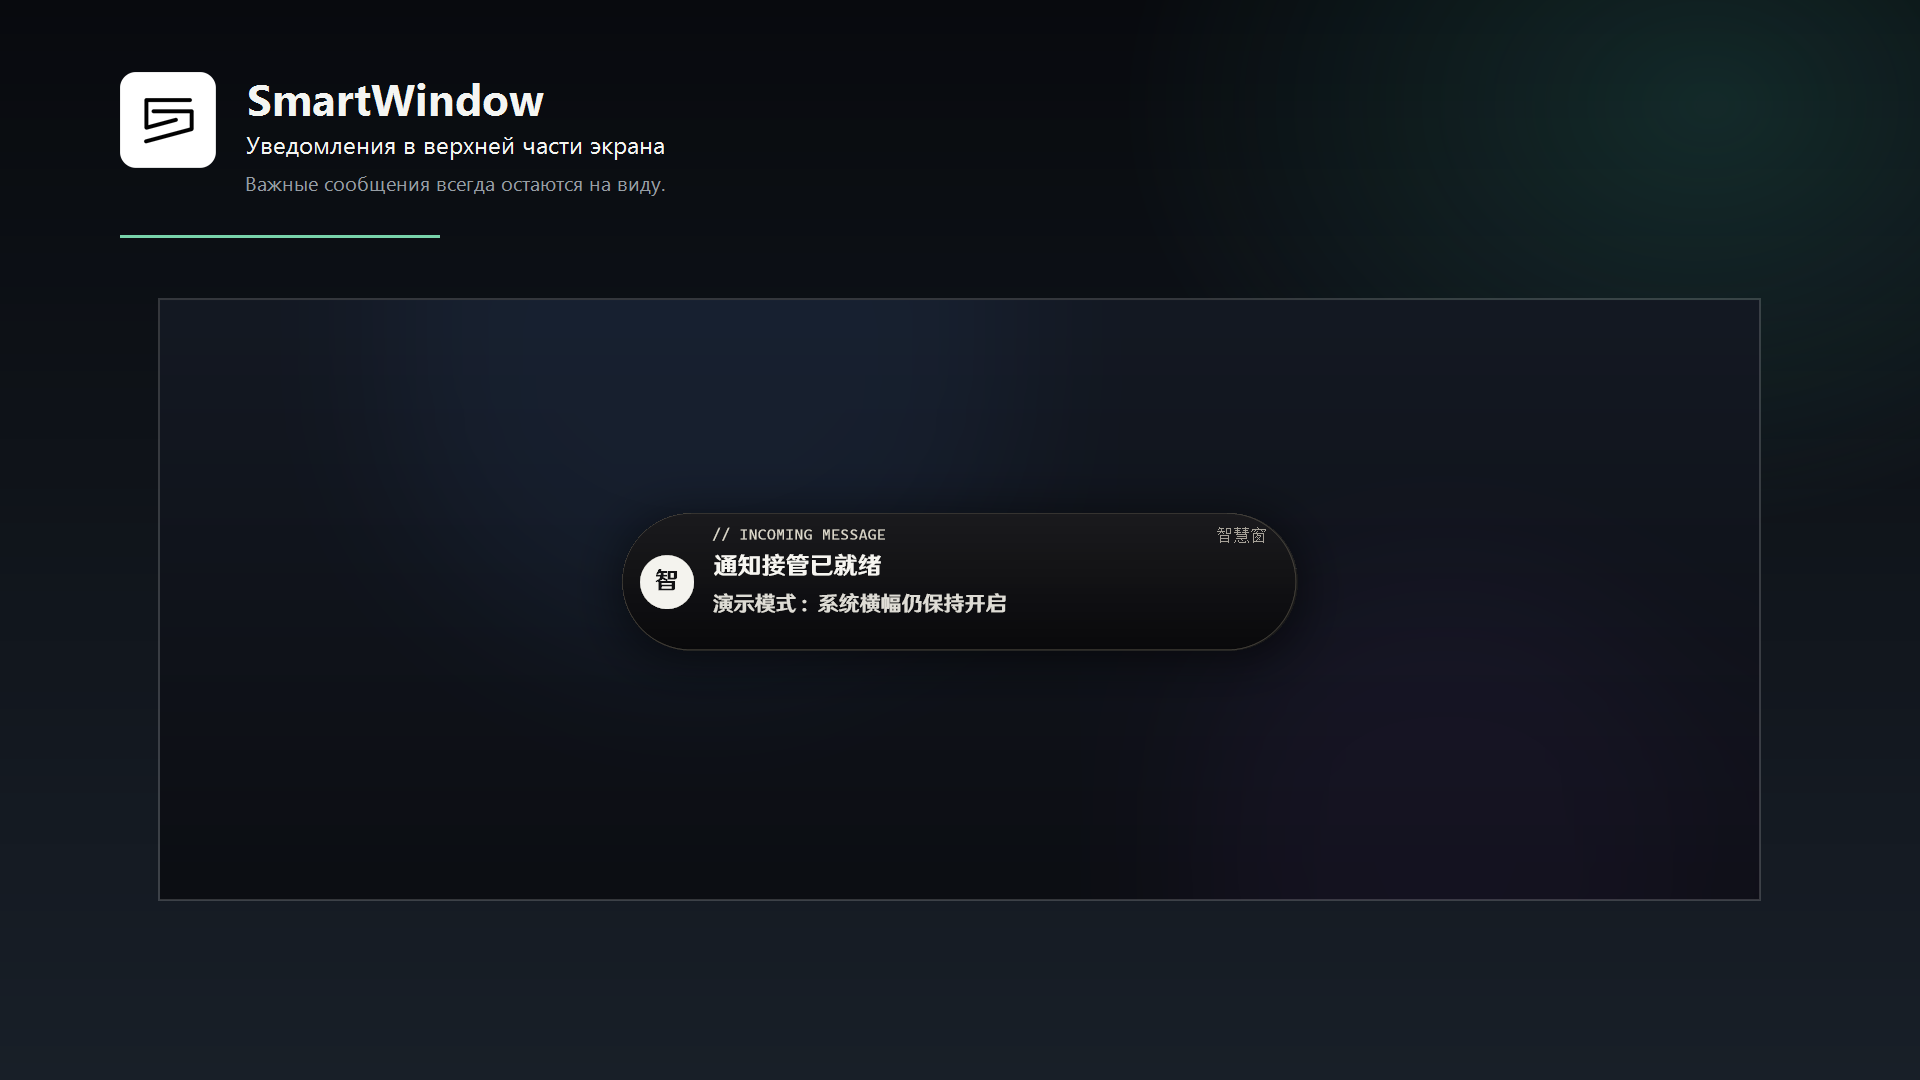 SmartWindow
Уведомления в верхней части экрана
Важные сообщения всегда остаются на виду.
// INCOMING MESSAGE
智慧窗
智
通知接管已就绪
演示模式：系统横幅仍保持开启